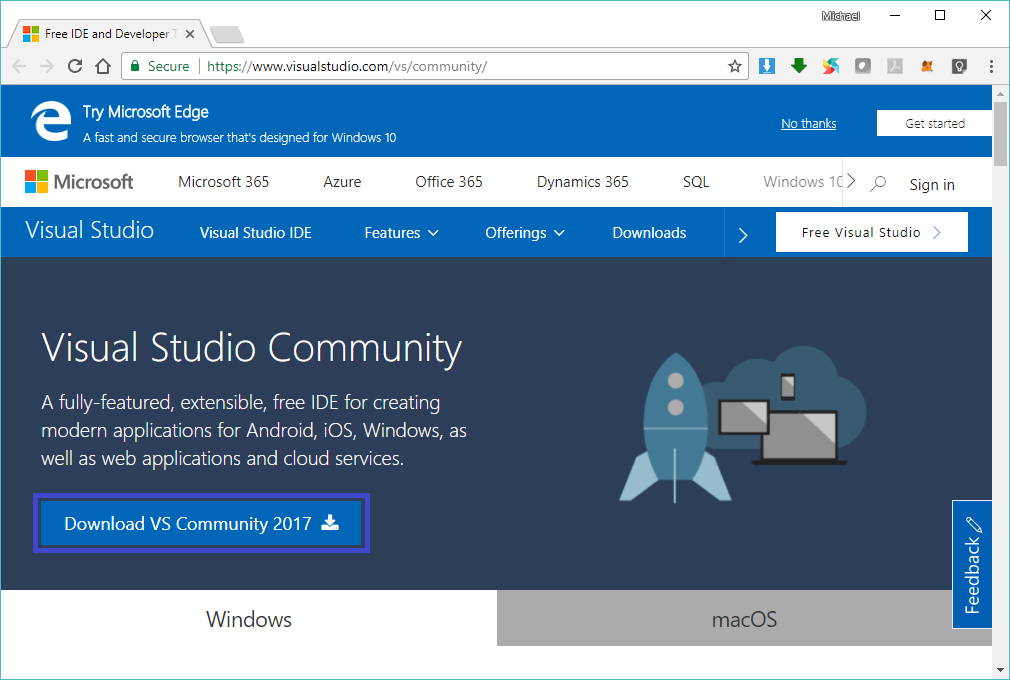 Michael
Free IDE and Developer T
Secure https://www.visualstudio.com/vs/community/
Try Microsoft Edge
A fast and secure browser that's designed for Windows 10
No thanks
Get started
Microsoft
Microsoft 365 Azure Office 365 Dynamics 365 SQL Windows 10
Sign in
Visual Studio
Visual Studio IDE Features Offerings Downloads
Free Visual Studio
Visual Studio Community
A fully-featured, extensible, free IDE for creating
modern applications for Android, iOS, Windows, as
well as web applications and cloud services.
Download VS Community 2017
Feedback
Windows macOS